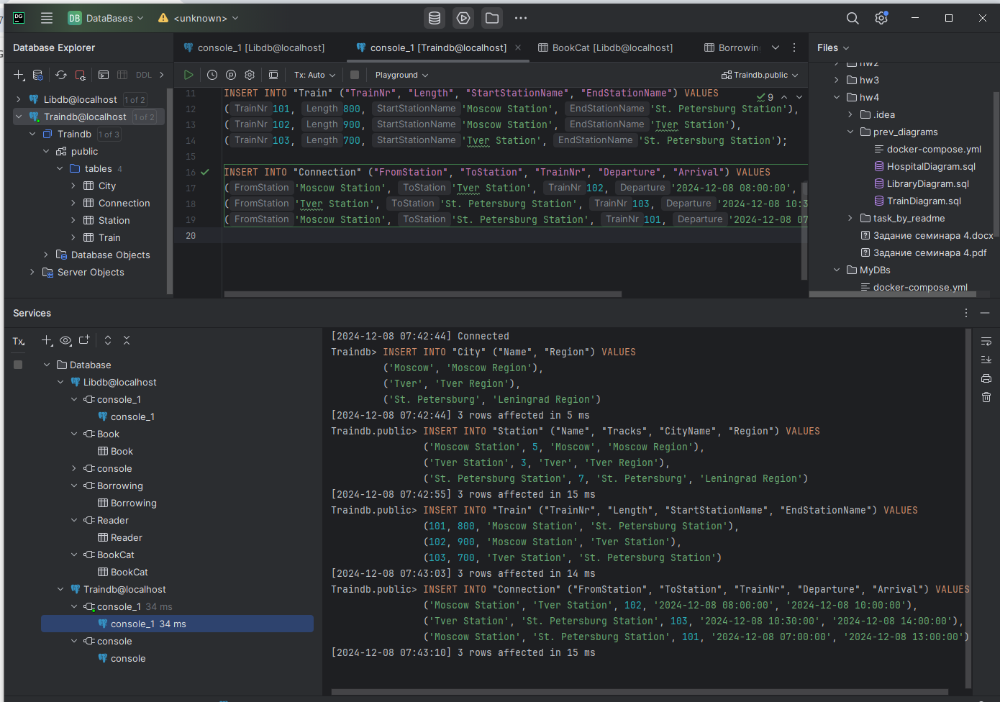 DG
DB DataBases
<unknown>
Database Explorer
console_1 [Libdb@localhost]
console_1 [Traindb@localhost]
BookCat [Libdb@localhost]
Borrowin
Files
DDL
Tx: Auto
Playground
Traindb.public
Libdb@localhost 1 of 2
Traindb@localhost 1 of 2
Traindb 1 of 3
public
tables 4
City
Connection
Station
Train
Database Objects
Server Objects
11 INSERT INTO "Train" ("TrainNr", "Length", "StartStationName", "EndStationName") VALUES
9
12 ( TrainNr 101, Length 800, StartStationName 'Moscow Station', EndStationName 'St. Petersburg Station'),
13 ( TrainNr 102, Length 900, StartStationName 'Moscow Station', EndStationName 'Tver Station'),
14 ( TrainNr 103, Length 700, StartStationName 'Tver Station', EndStationName 'St. Petersburg Station');
15
16 INSERT INTO "Connection" ("FromStation", "ToStation", "TrainNr", "Departure", "Arrival") VALUES
17 ( FromStation 'Moscow Station', ToStation 'Tver Station', TrainNr 102, Departure '2024-12-08 08:00:00',
18 ( FromStation 'Tver Station', ToStation 'St. Petersburg Station', TrainNr 103, Departure '2024-12-08 10:3
19 ( FromStation 'Moscow Station', ToStation 'St. Petersburg Station', TrainNr 101, Departure '2024-12-08 07
20
hw2
hw3
hw4
.idea
prev_diagrams
docker-compose.yml
HospitalDiagram.sql
LibraryDiagram.sql
TrainDiagram.sql
task_by_readme
Задание семинара 4.docx
Задание семинара 4.pdf
MyDBs
docker-compose.yml
Services
Tx
Database
Libdb@localhost
console_1
console_1
Book
Book
console
Borrowing
Borrowing
Reader
Reader
BookCat
BookCat
Traindb@localhost
console_1 34 ms
console_1 34 ms
console
console
[2024-12-08 07:42:44] Connected
Traindb> INSERT INTO "City" ("Name", "Region") VALUES
('Moscow', 'Moscow Region'),
('Tver', 'Tver Region'),
('St. Petersburg', 'Leningrad Region')
[2024-12-08 07:42:44] 3 rows affected in 5 ms
Traindb.public> INSERT INTO "Station" ("Name", "Tracks", "CityName", "Region") VALUES
('Moscow Station', 5, 'Moscow', 'Moscow Region'),
('Tver Station', 3, 'Tver', 'Tver Region'),
('St. Petersburg Station', 7, 'St. Petersburg', 'Leningrad Region')
[2024-12-08 07:42:55] 3 rows affected in 15 ms
Traindb.public> INSERT INTO "Train" ("TrainNr", "Length", "StartStationName", "EndStationName") VALUES
(101, 800, 'Moscow Station', 'St. Petersburg Station'),
(102, 900, 'Moscow Station', 'Tver Station'),
(103, 700, 'Tver Station', 'St. Petersburg Station')
[2024-12-08 07:43:03] 3 rows affected in 14 ms
Traindb.public> INSERT INTO "Connection" ("FromStation", "ToStation", "TrainNr", "Departure", "Arrival") VALUES
('Moscow Station', 'Tver Station', 102, '2024-12-08 08:00:00', '2024-12-08 10:00:00'),
('Tver Station', 'St. Petersburg Station', 103, '2024-12-08 10:30:00', '2024-12-08 14:00:00'),
('Moscow Station', 'St. Petersburg Station', 101, '2024-12-08 07:00:00', '2024-12-08 13:00:00')
[2024-12-08 07:43:10] 3 rows affected in 15 ms